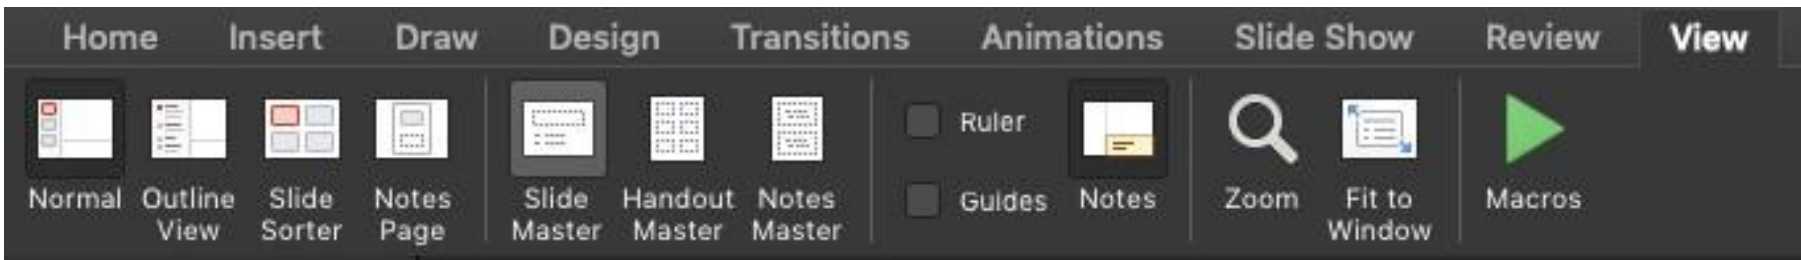 Home Insert Draw Design Transitions Animations Slide Show Review View
Normal
Outline
View
Slide
Sorter
Notes
Page
Slide
Master
Handout
Master
Notes
Master
Ruler
Guides
Notes
Zoom
Fit to
Window
Macros